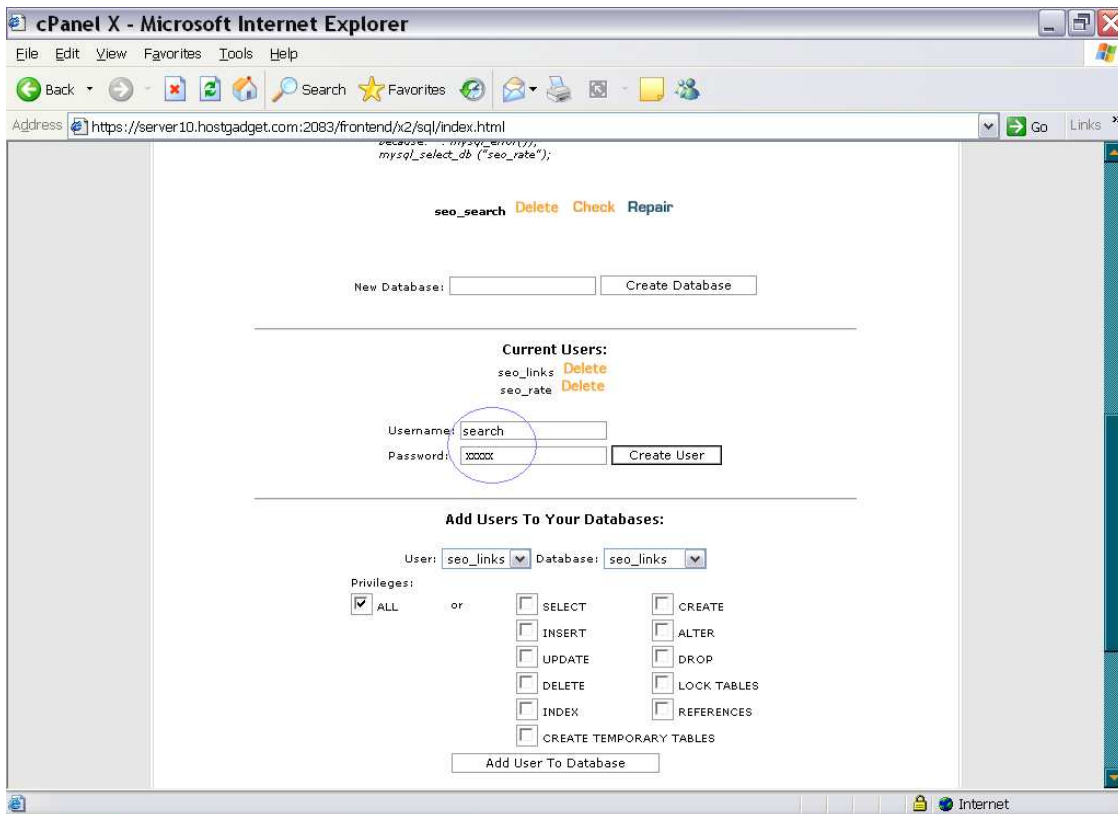 cPanel X - Microsoft Internet Explorer
File Edit View Favorites Tools Help
Back Search Favorites
Address https://server10.hostgadget.com:2083/frontend/x2/sql/index.html Go Links »
because: " . mysql_error());
mysql_select_db ("seo_rate");
seo_search Delete Check Repair
New Database: Create Database
Current Users:
seo_links Delete
seo_rate Delete
Username: search
Password: xxxxx Create User
Add Users To Your Databases:
User: seo_links Database: seo_links
Privileges:
ALL or SELECT CREATE
INSERT ALTER
UPDATE DROP
DELETE LOCK TABLES
INDEX REFERENCES
CREATE TEMPORARY TABLES
Add User To Database
Internet